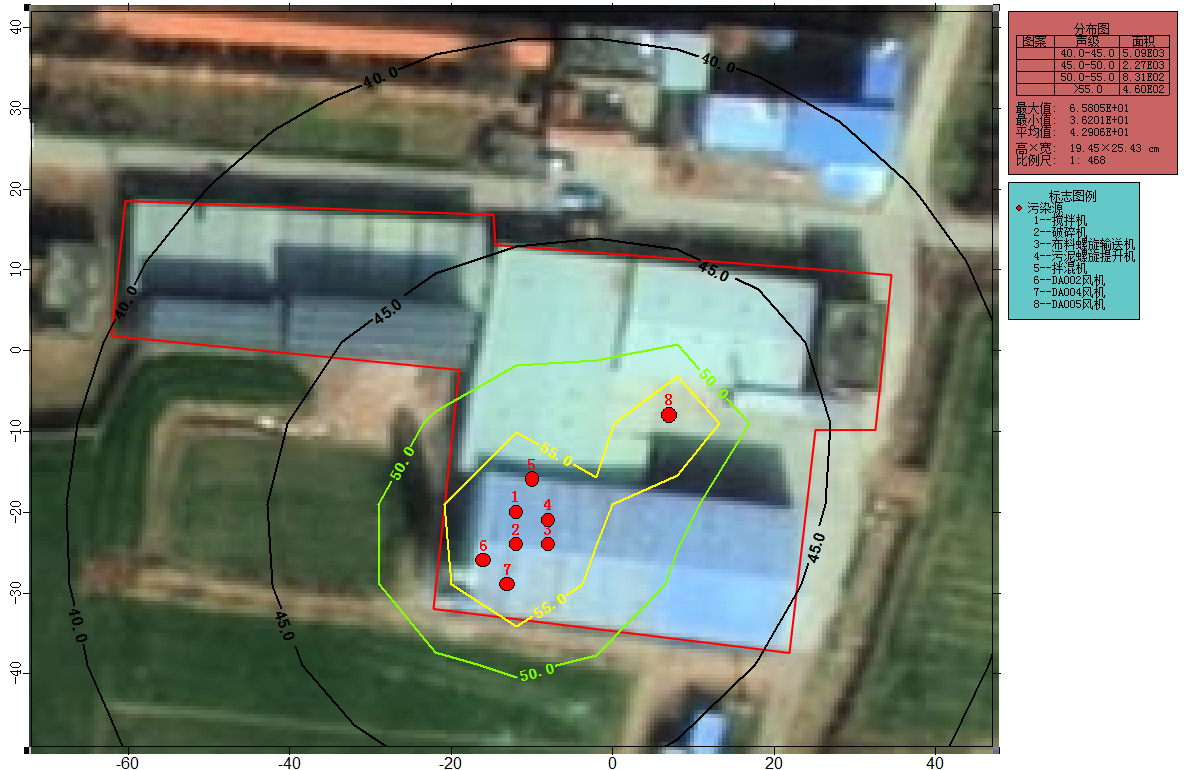 分布图
图案 声级 面积
40.0-45.0 5.09E03
45.0-50.0 2.27E03
50.0-55.0 8.31E02
>55.0 4.60E02
最大值: 6.5805E+01
最小值: 3.6201E+01
平均值: 4.2906E+01
高×宽: 19.45×25.43 cm
比例尺: 1: 468
标志图例
污染源
1--搅拌机
2--破碎机
3--布料螺旋输送机
4--污泥螺旋提升机
5--拌混机
6--DA002风机
7--DA004风机
8--DA005风机
40
30
20
10
0
-10
-20
-30
-40
-60
-40
-20
0
20
40
40.0
40.0
40.0
40.0
45.0
45.0
45.0
45.0
50.0
50.0
50.0
55.0
55.0
8
5
1
4
2
3
6
7